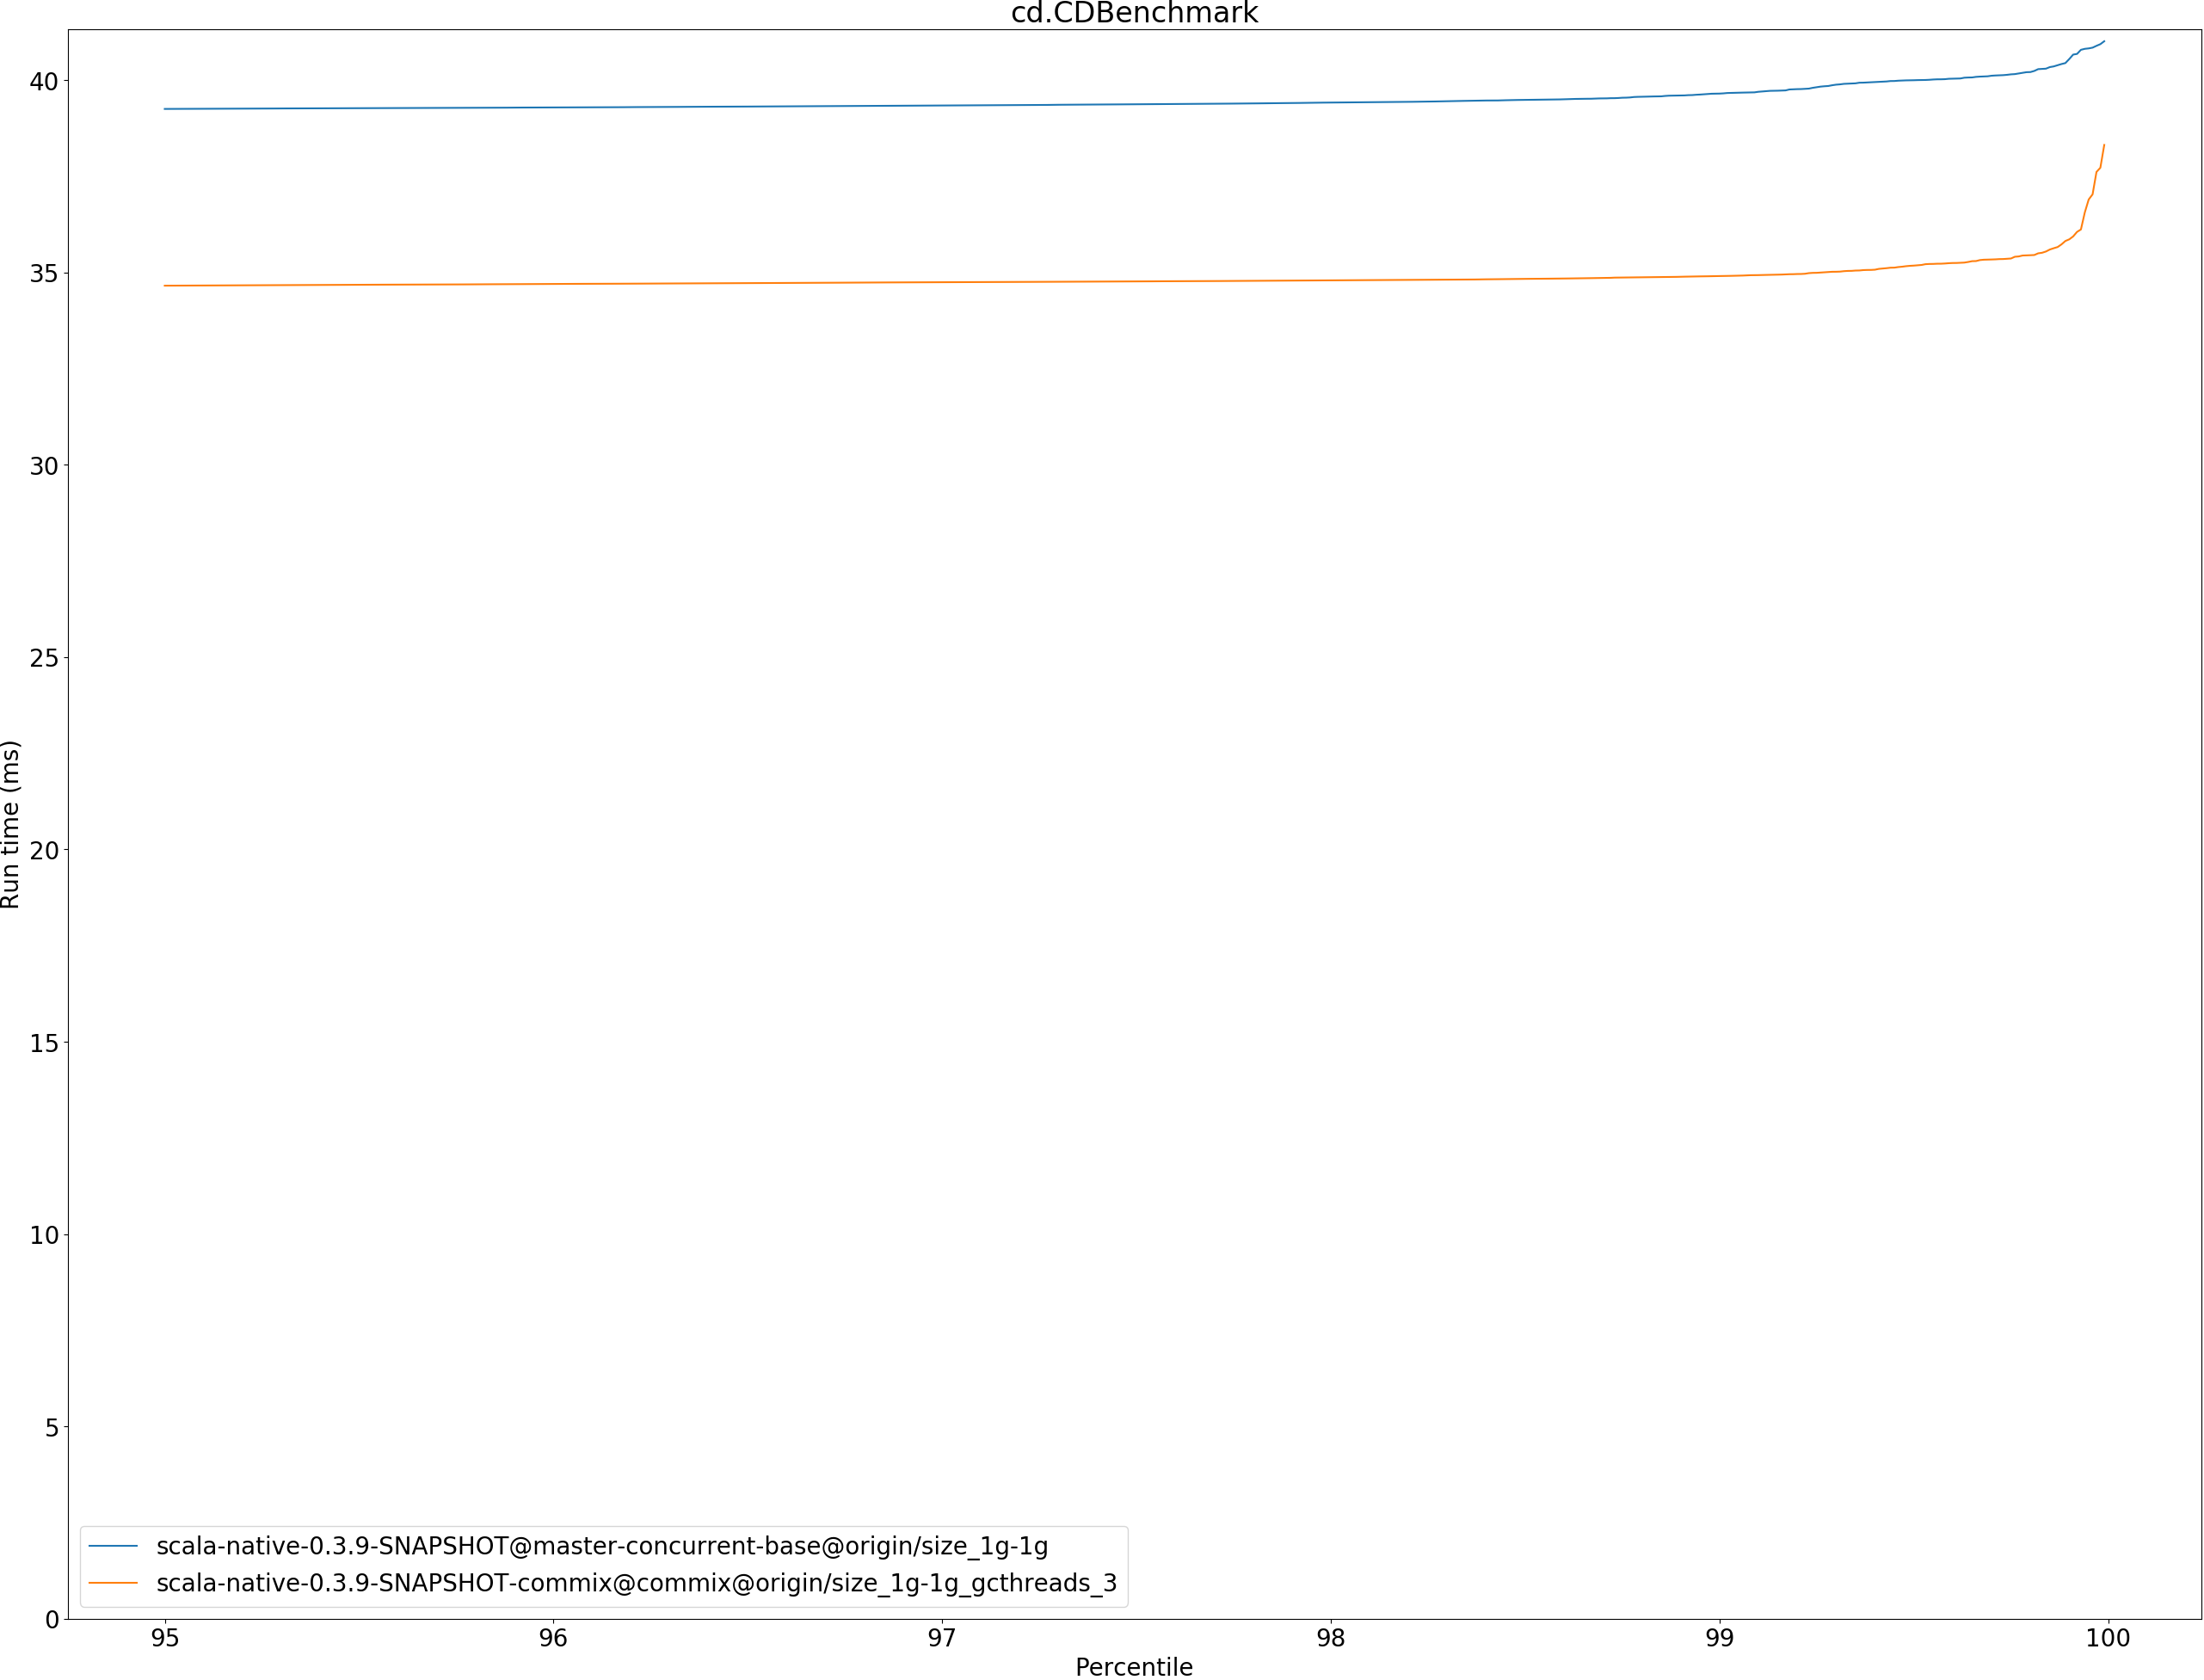 cd.CDBenchmark
40
35
30
25
20
15
10
5
0
Run time (ms)
scala-native-0.3.9-SNAPSHOT@master-concurrent-base@origin/size_1g-1g
scala-native-0.3.9-SNAPSHOT-commix@commix@origin/size_1g-1g_gcthreads_3
95 96 97 98 99 100
Percentile